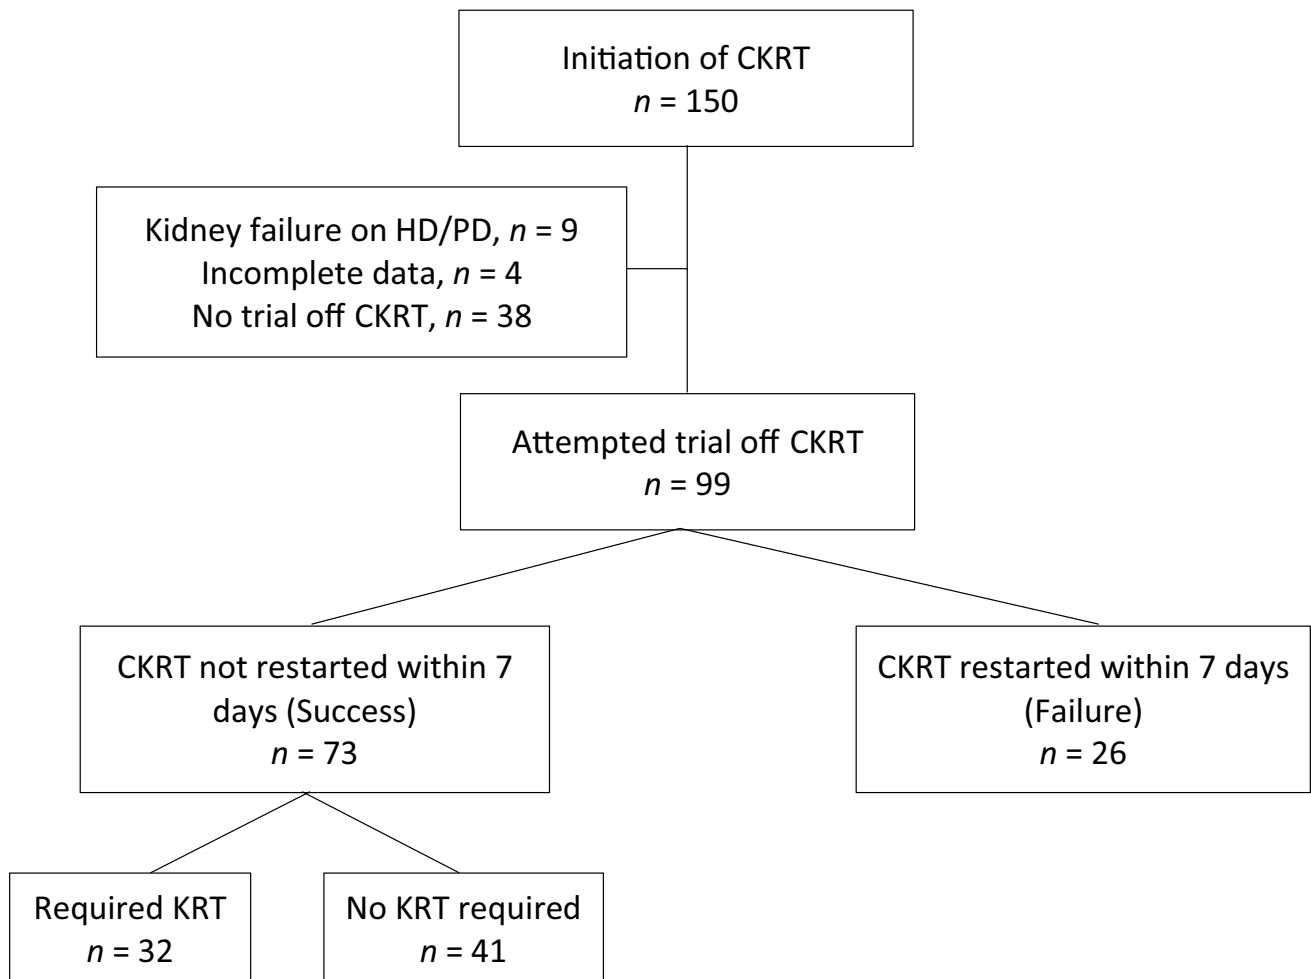 Initiation of CKRT
n = 150
Kidney failure on HD/PD, n = 9
Incomplete data, n = 4
No trial off CKRT, n = 38
Attempted trial off CKRT
n = 99
CKRT not restarted within 7
days (Success)
n = 73
CKRT restarted within 7 days
(Failure)
n = 26
Required KRT
n = 32
No KRT required
n = 41